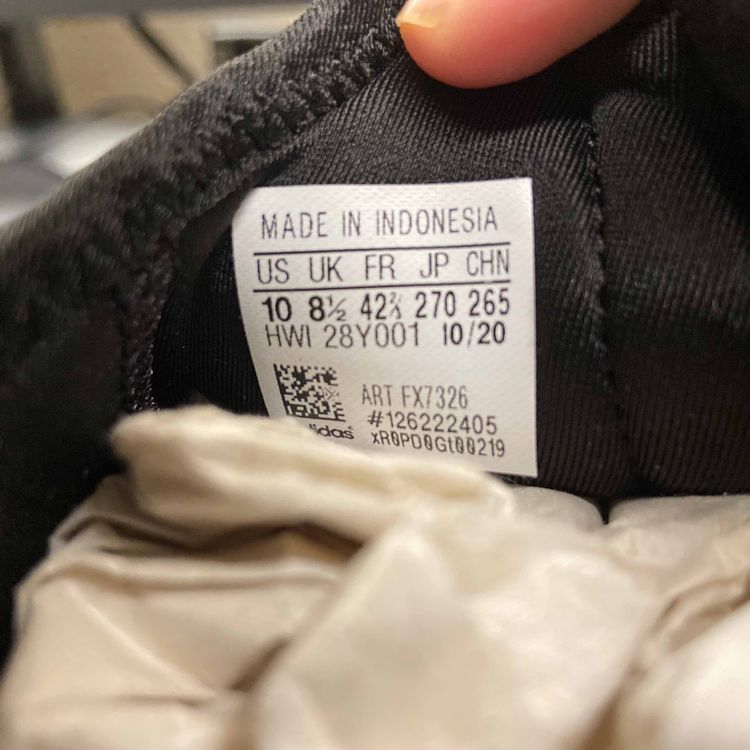 MADE IN INDONESIA
US UK FR JP CHN
10 8½ 42⅔ 270 265
HWI 28Y001 10/20
ART FX7326
#126222405
xR0PD0Gt00219